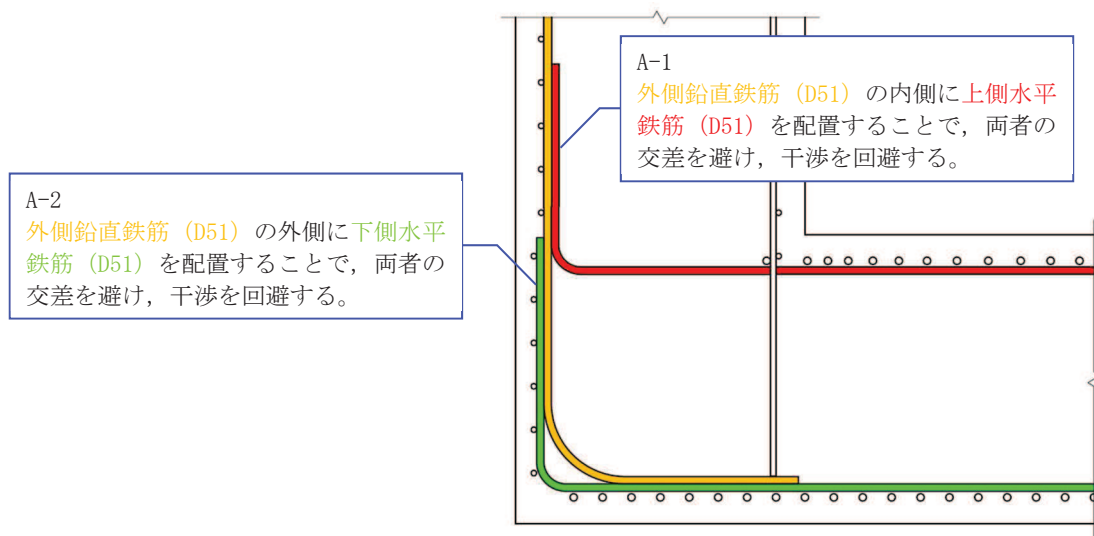 A-1
外側鉛直鉄筋（D51）の内側に上側水平
鉄筋（D51）を配置することで，両者の
交差を避け，干渉を回避する。
A-2
外側鉛直鉄筋（D51）の外側に下側水平
鉄筋（D51）を配置することで，両者の
交差を避け，干渉を回避する。